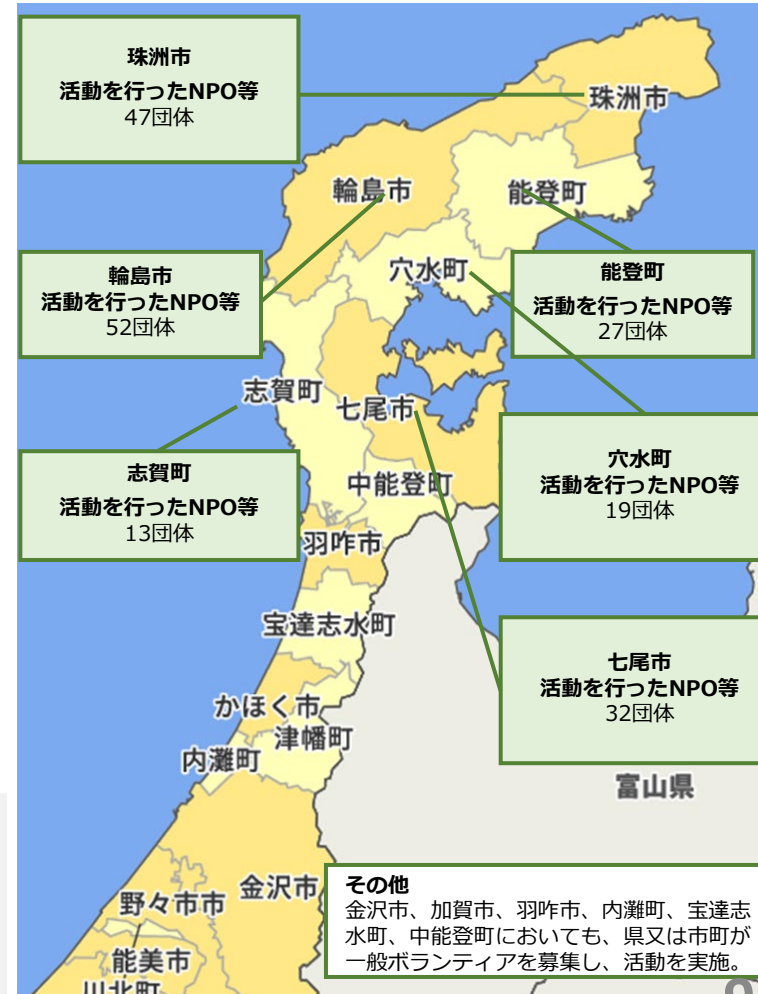 珠洲市
活動を行ったNPO等
47団体
珠洲市
輪島市
能登町
穴水町
輪島市
活動を行ったNPO等
52団体
能登町
活動を行ったNPO等
27団体
志賀町
七尾市
志賀町
活動を行ったNPO等
13団体
中能登町
穴水町
活動を行ったNPO等
19団体
羽咋市
宝達志水町
七尾市
活動を行ったNPO等
32団体
かほく市
津幡町
内灘町
富山県
金沢市
野々市市
能美市
川北町
その他
金沢市、加賀市、羽咋市、内灘町、宝達志
水町、中能登町においても、県又は市町が
一般ボランティアを募集し、活動を実施。